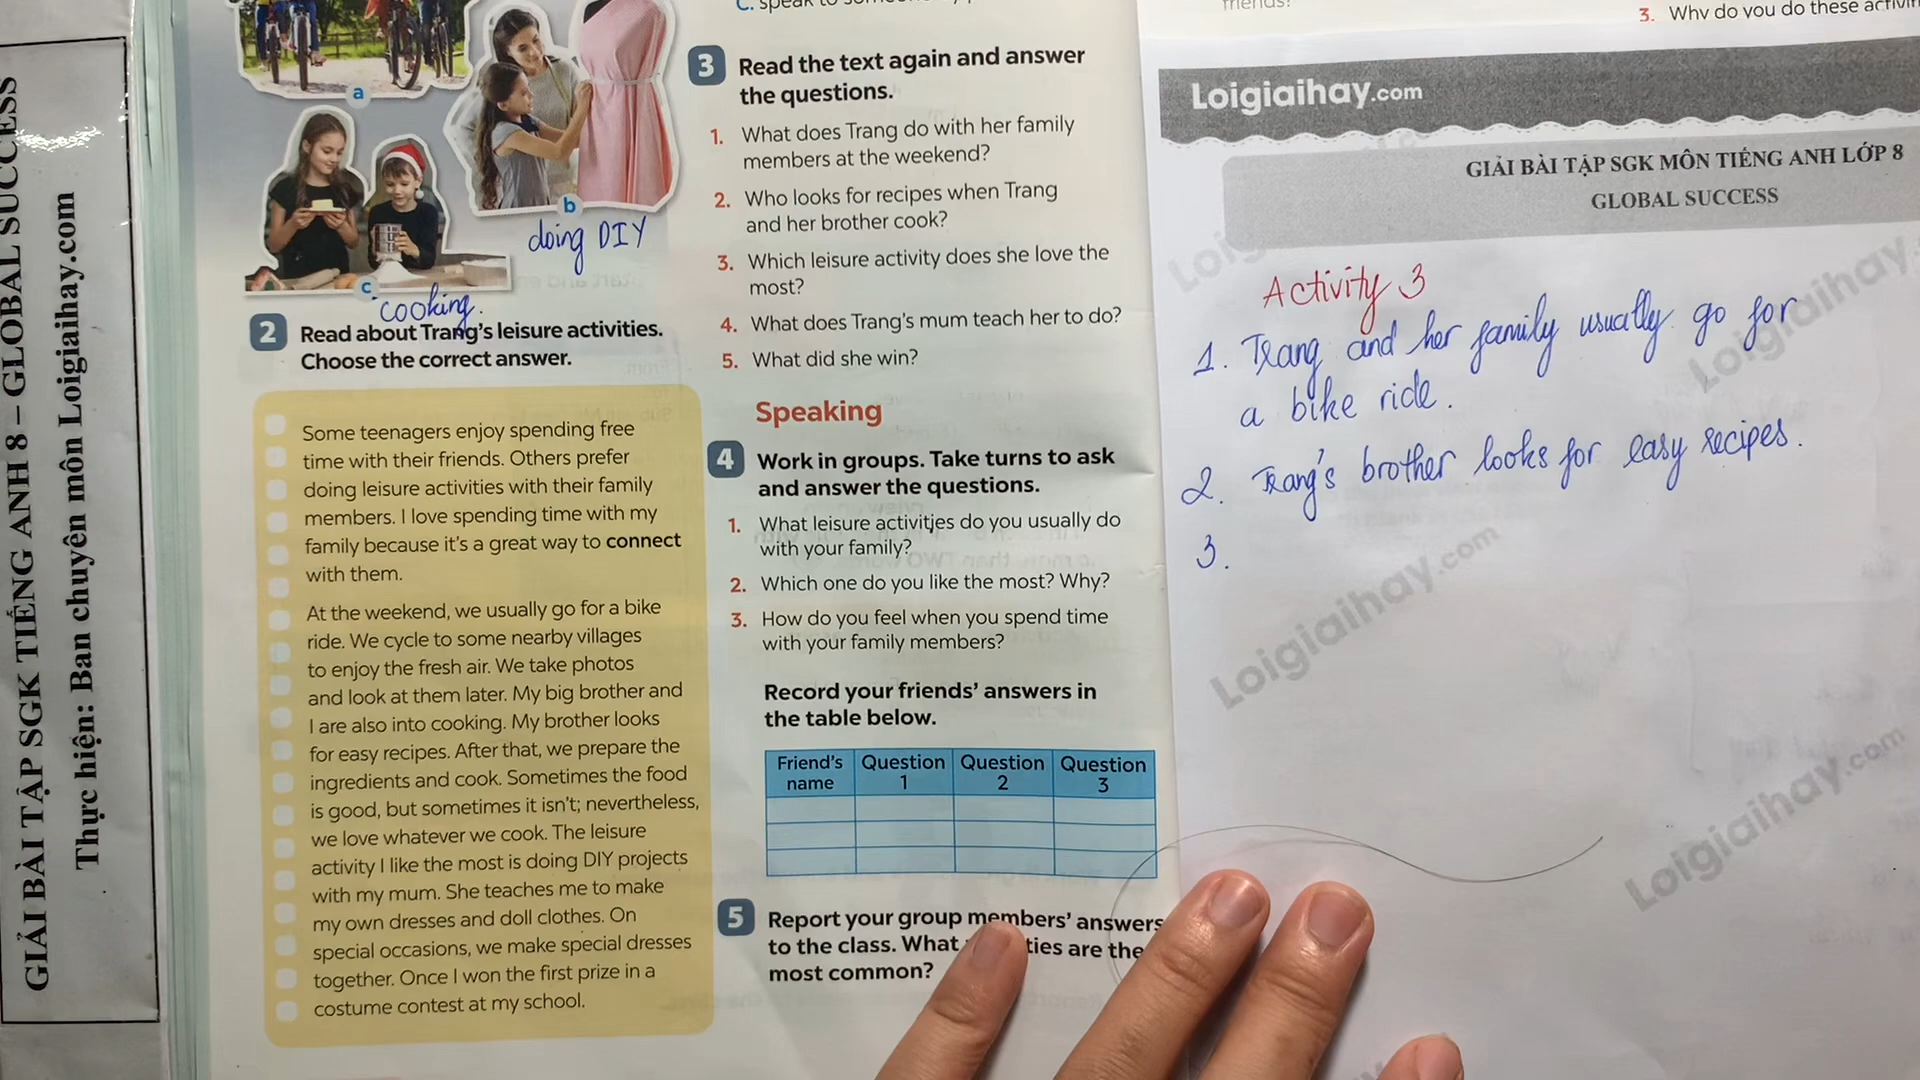 GIẢI BÀI TẬP SGK TIẾNG ANH 8 – GLOBAL SUCCESS
Thực hiện: Ban chuyên môn Loigiaihay.com
a
b
doing DIY
c
cooking.
2 Read about Trang's leisure activities.
Choose the correct answer.
Some teenagers enjoy spending free
time with their friends. Others prefer
doing leisure activities with their family
members. I love spending time with my
family because it's a great way to connect
with them.
At the weekend, we usually go for a bike
ride. We cycle to some nearby villages
to enjoy the fresh air. We take photos
and look at them later. My big brother and
I are also into cooking. My brother looks
for easy recipes. After that, we prepare the
ingredients and cook. Sometimes the food
is good, but sometimes it isn't; nevertheless,
we love whatever we cook. The leisure
activity I like the most is doing DIY projects
with my mum. She teaches me to make
my own dresses and doll clothes. On
special occasions, we make special dresses
together. Once I won the first prize in a
costume contest at my school.
C. speak to
3 Read the text again and answer
the questions.
1. What does Trang do with her family
members at the weekend?
2. Who looks for recipes when Trang
and her brother cook?
3. Which leisure activity does she love the
most?
4. What does Trang's mum teach her to do?
5. What did she win?
Speaking
4 Work in groups. Take turns to ask
and answer the questions.
1. What leisure activities do you usually do
with your family?
2. Which one do you like the most? Why?
3. How do you feel when you spend time
with your family members?
Record your friends' answers in
the table below.
Friend's name Question 1 Question 2 Question 3
5 Report your group members' answers
to the class. What ties are the
most common?
friends?
3. Why do you do these
Loigiaihay.com
GIẢI BÀI TẬP SGK MÔN TIẾNG ANH LỚP 8
GLOBAL SUCCESS
Activity 3
1. Trang and her family usually go for
a bike ride.
2. Trang's brother looks for easy recipes.
3.
Loigiaihay.com
Loigiaihay.com
Loigiaihay.com